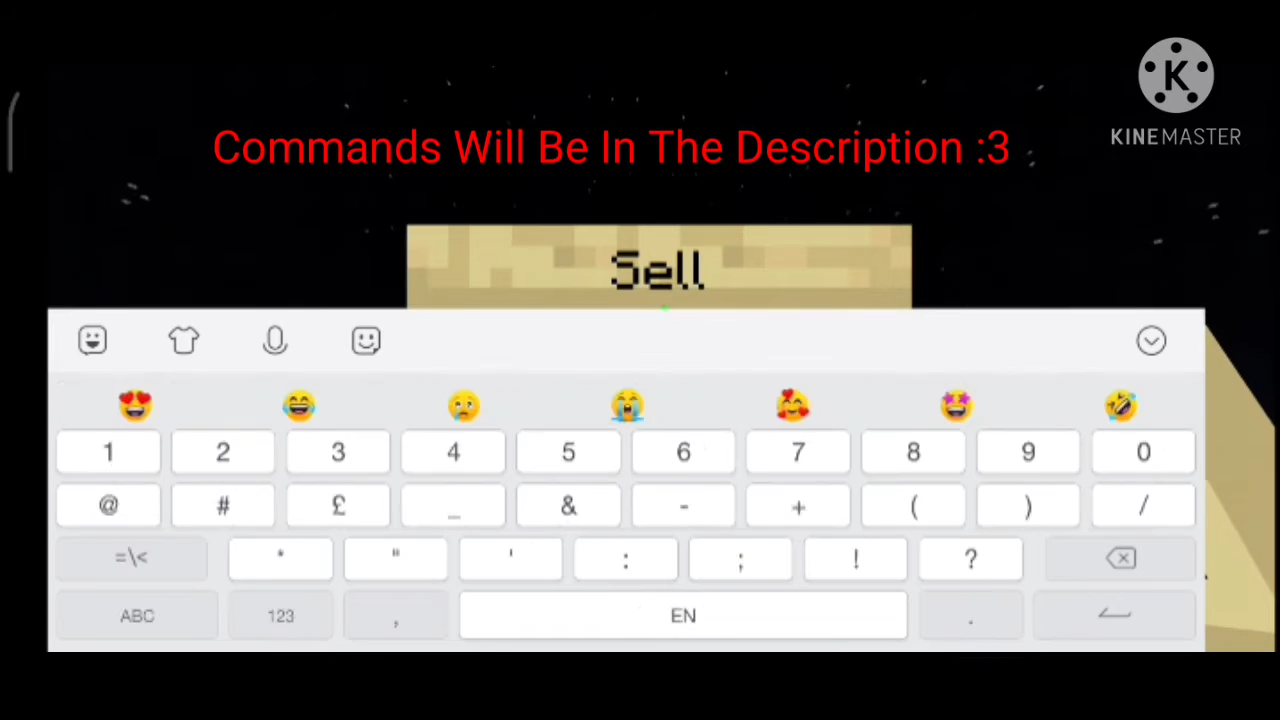 Commands Will Be In The Description :3
K
KINEMASTER
Sell
1 2 3 4 5 6 7 8 9 0
@ # £ _ & - + ( ) /
=\< * " ' : ; ! ?
ABC 123 , EN .